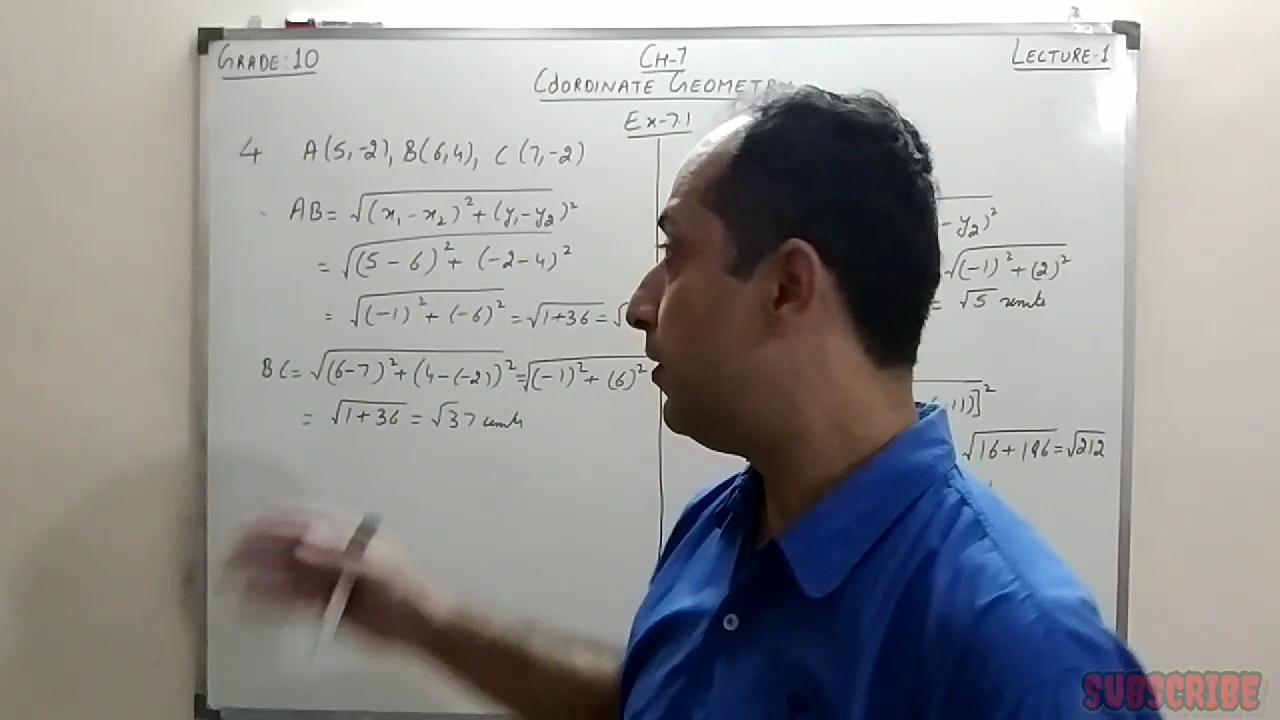 GRADE:10
CH-7
LECTURE-1
COORDINATE GEOMETR
Ex-7.1
4 A(5,-2), B(6,4), C(7,-2)
AB = √(x₁-x₂)²+(y₁-y₂)²
= √(5-6)²+(-2-4)²
= √(-1)²+(-6)² = √1+36 = √
BC = √(6-7)²+(4-(-2))² = √(-1)²+(6)²
= √1+36 = √37 units
- y₂)²
√(-1)²+(2)²
= √5 units
11)]²
√16+196 = √212
SUBSCRIBE